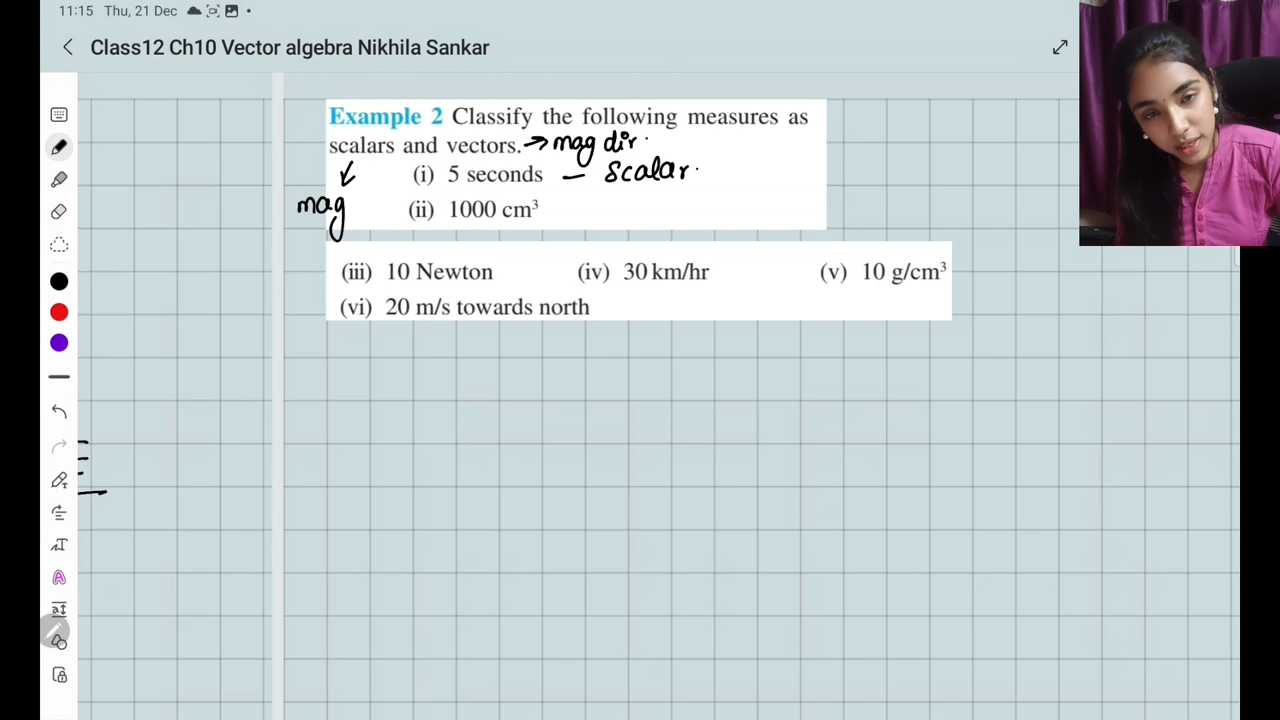 11:15 Thu, 21 Dec
Class12 Ch10 Vector algebra Nikhila Sankar
Example 2 Classify the following measures as
scalars and vectors. → mag dir.
(i) 5 seconds — scalar.
mag
(ii) 1000 cm³
(iii) 10 Newton (iv) 30 km/hr (v) 10 g/cm³
(vi) 20 m/s towards north